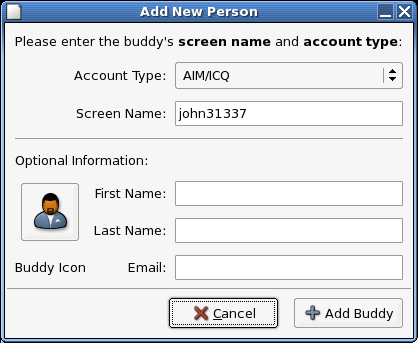 Add New Person
Please enter the buddy's screen name and account type:
Account Type: AIM/ICQ
Screen Name: john31337
Optional Information:
First Name:
Last Name:
Buddy Icon Email:
Cancel Add Buddy